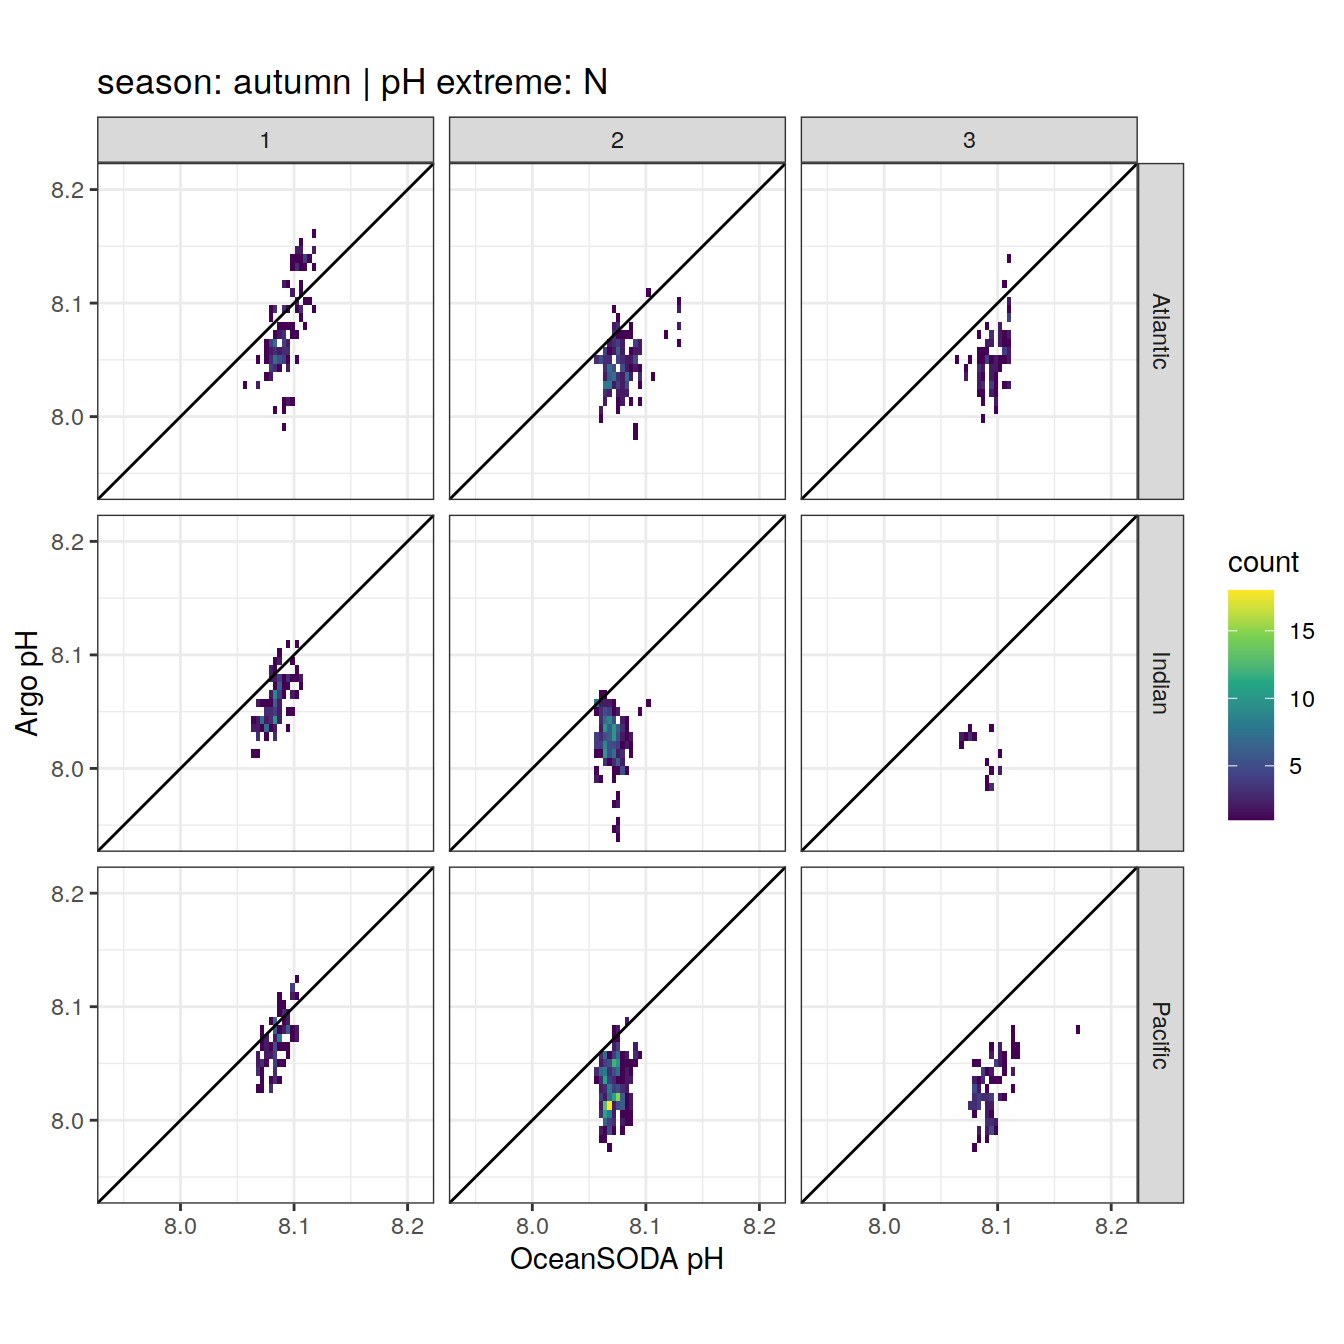 season: autumn | pH extreme: N
1 2 3
8.2
8.1
8.0
Atlantic
8.2
8.1
8.0
Indian
8.2
8.1
8.0
Pacific
Argo pH
8.0 8.1 8.2 8.0 8.1 8.2 8.0 8.1 8.2
OceanSODA pH
count
15
10
5